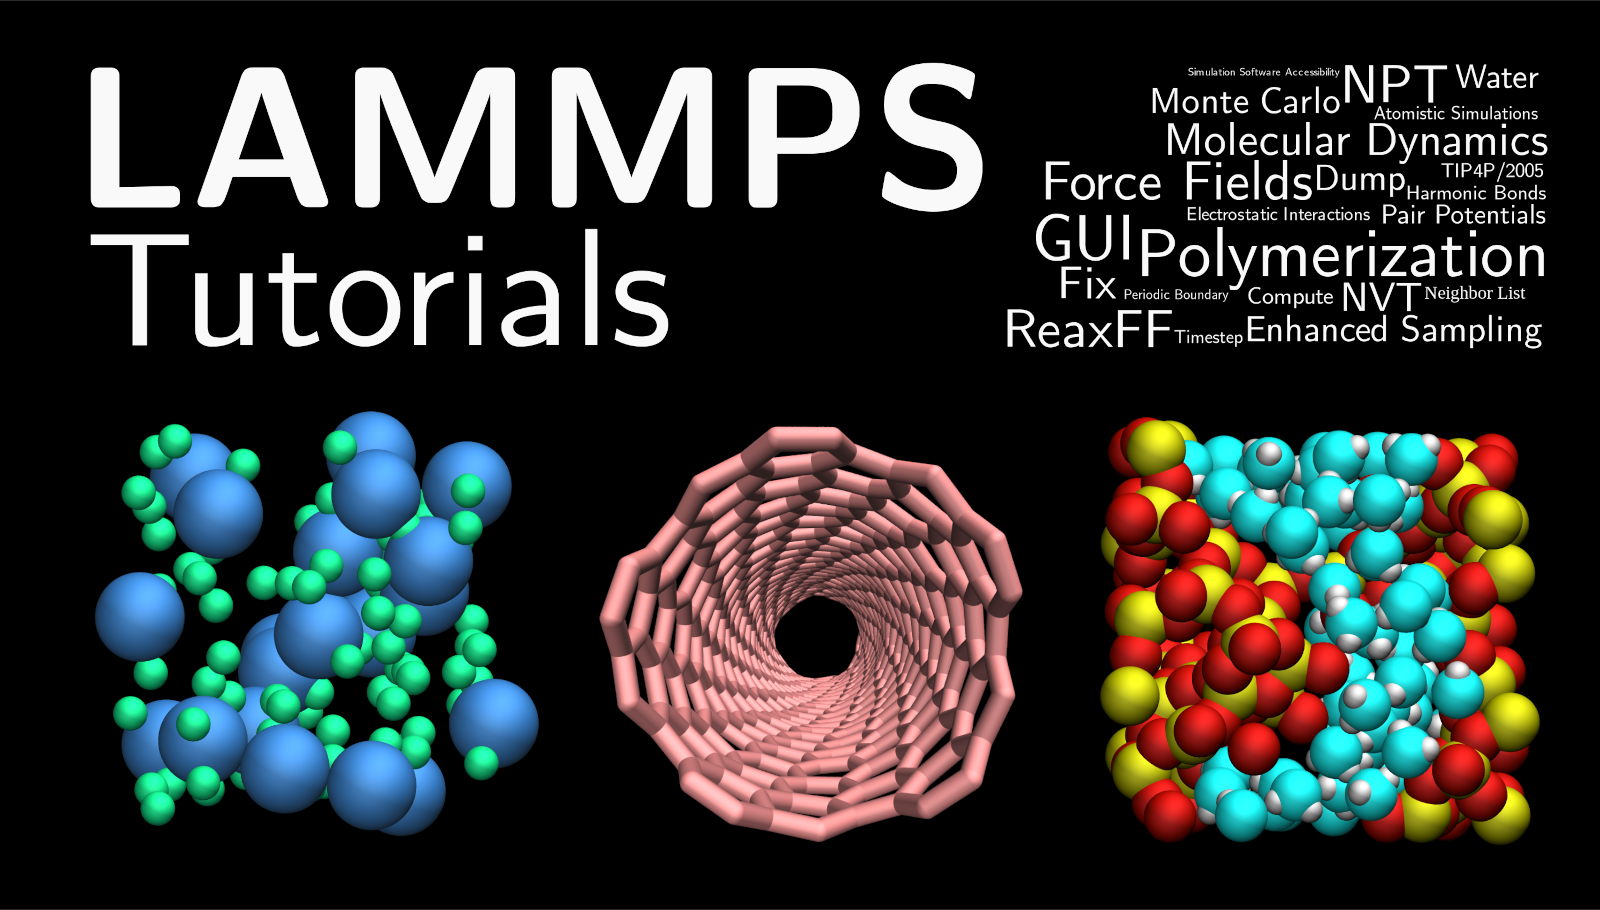 LAMMPS
Tutorials
Simulation Software Accessibility
NPT Water
Monte Carlo
Atomistic Simulations
Molecular Dynamics
Force Fields Dump TIP4P/2005
Harmonic Bonds
Electrostatic Interactions Pair Potentials
GUI Polymerization
Fix Periodic Boundary Compute NVT Neighbor List
ReaxFF Timestep Enhanced Sampling